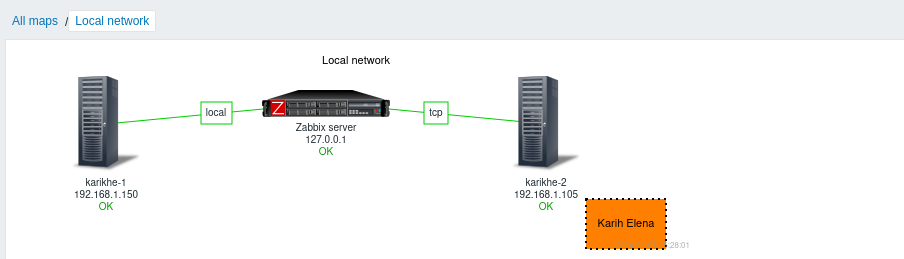 All maps / Local network
Local network
local
tcp
Z
Zabbix server
127.0.0.1
OK
karikhe-1
192.168.1.150
OK
karikhe-2
192.168.1.105
OK
Karih Elena
:28:01